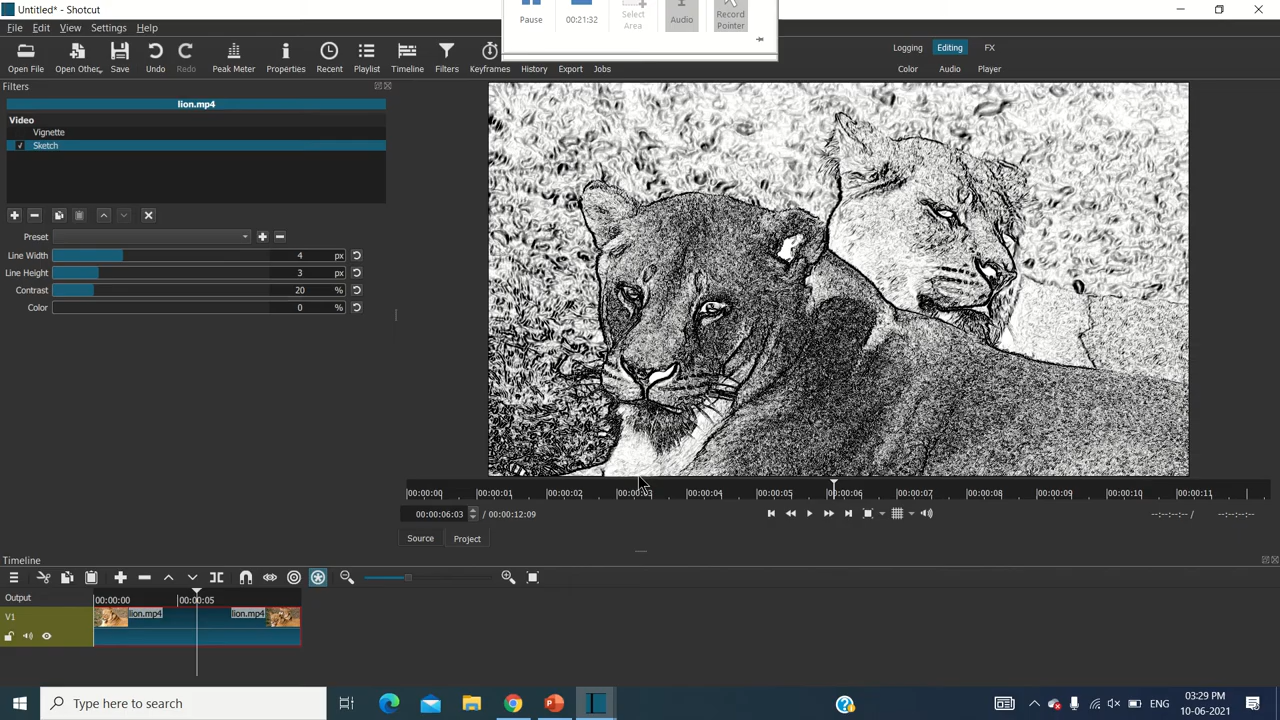 Untitled* - Shotcut
File Edit View Settings Help
Pause 00:21:32 Select Area Audio Record Pointer
Logging Editing FX
Open File Open Other.. Save Undo Redo Peak Meter Properties Recent Playlist Timeline Filters Keyframes History Export Jobs
Color Audio Player
Filters
lion.mp4
Video
Vignette
Sketch
Preset
Line Width 4 px
Line Height 3 px
Contrast 20 %
Color 0 %
00:00:00 00:00:01 00:00:02 00:00:03 00:00:04 00:00:05 00:00:06 00:00:07 00:00:08 00:00:09 00:00:10 00:00:11
00:00:06:03 / 00:00:12:09 --:--:--:-- / --:--:--:--
Source Project
Timeline
Output 00:00:00 00:00:05
V1 lion.mp4 lion.mp4
Type here to search
ENG
03:29 PM
10-06-2021